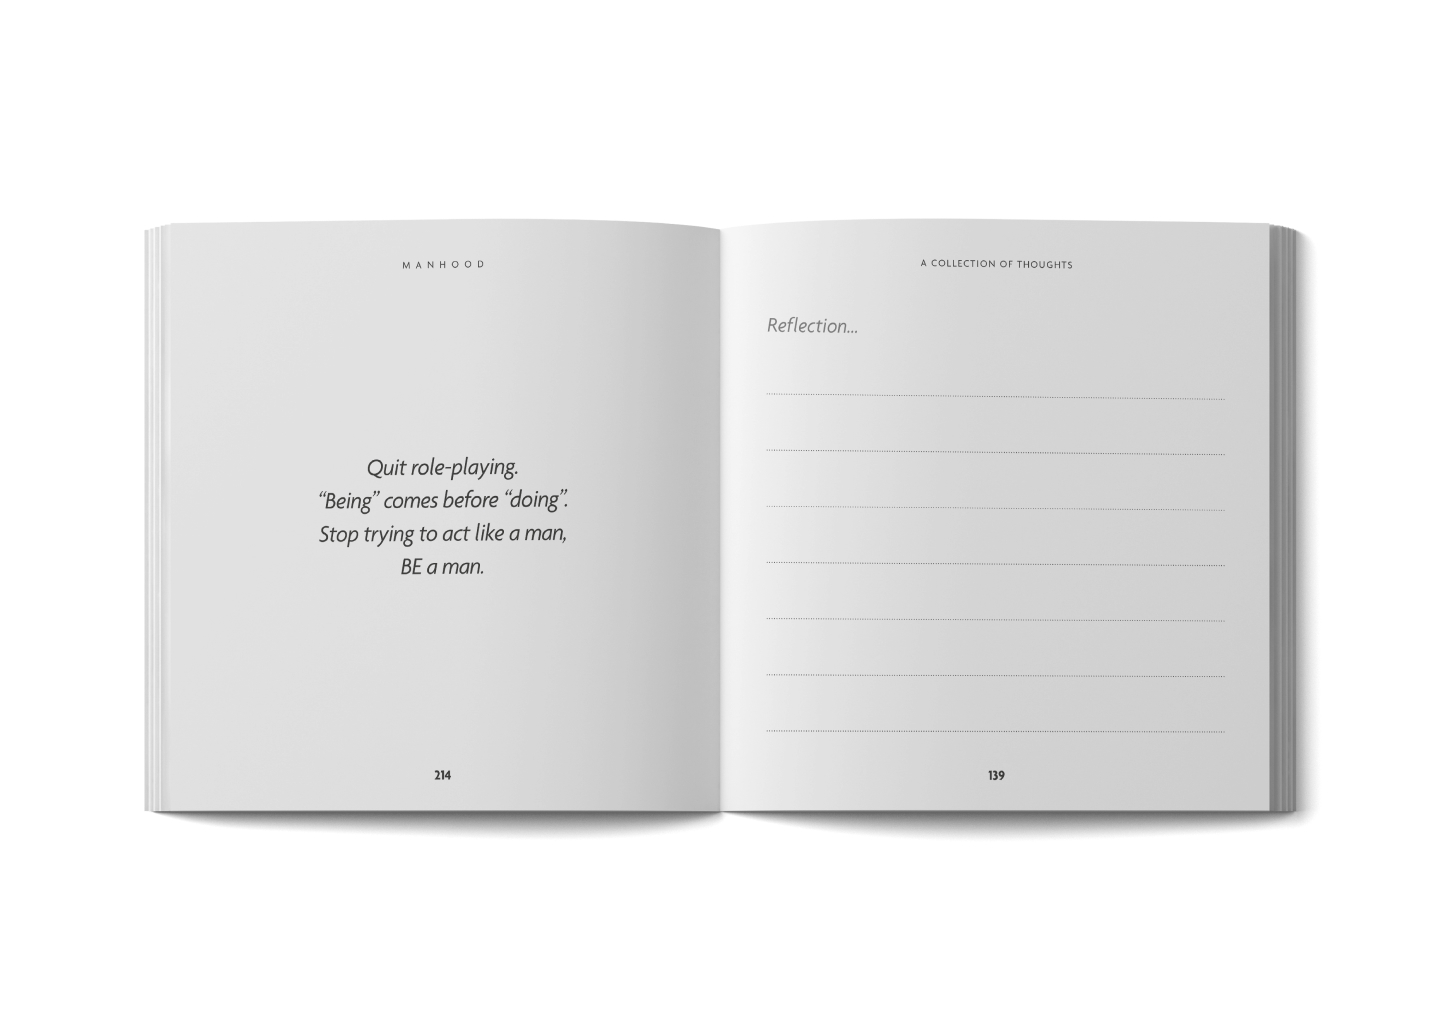 MANHOOD
Quit role-playing.
“Being” comes before “doing”.
Stop trying to act like a man,
BE a man.
214
A COLLECTION OF THOUGHTS
Reflection...
139